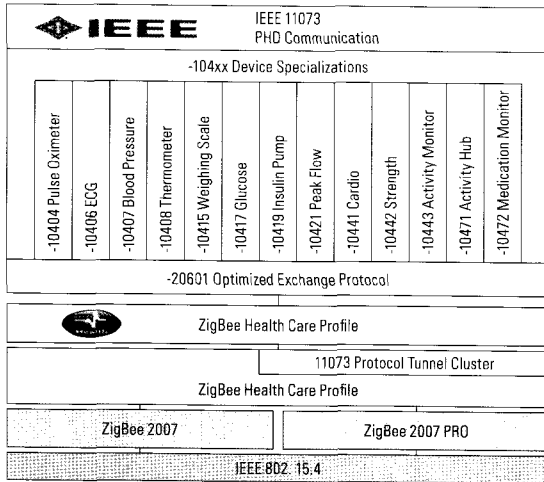 IEEE
IEEE 11073
PHD Communication
-104xx Device Specializations
-10404 Pulse Oximeter
-10406 ECG
-10407 Blood Pressure
-10408 Thermometer
-10415 Weighing Scale
-10417 Glucose
-10419 Insulin Pump
-10421 Peak Flow
-10441 Cardio
-10442 Strength
-10443 Activity Monitor
-10471 Activity Hub
-10472 Medication Monitor
-20601 Optimized Exchange Protocol
ZigBee Health Care Profile
11073 Protocol Tunnel Cluster
ZigBee Health Care Profile
ZigBee 2007
ZigBee 2007 PRO
IEEE 802. 15.4